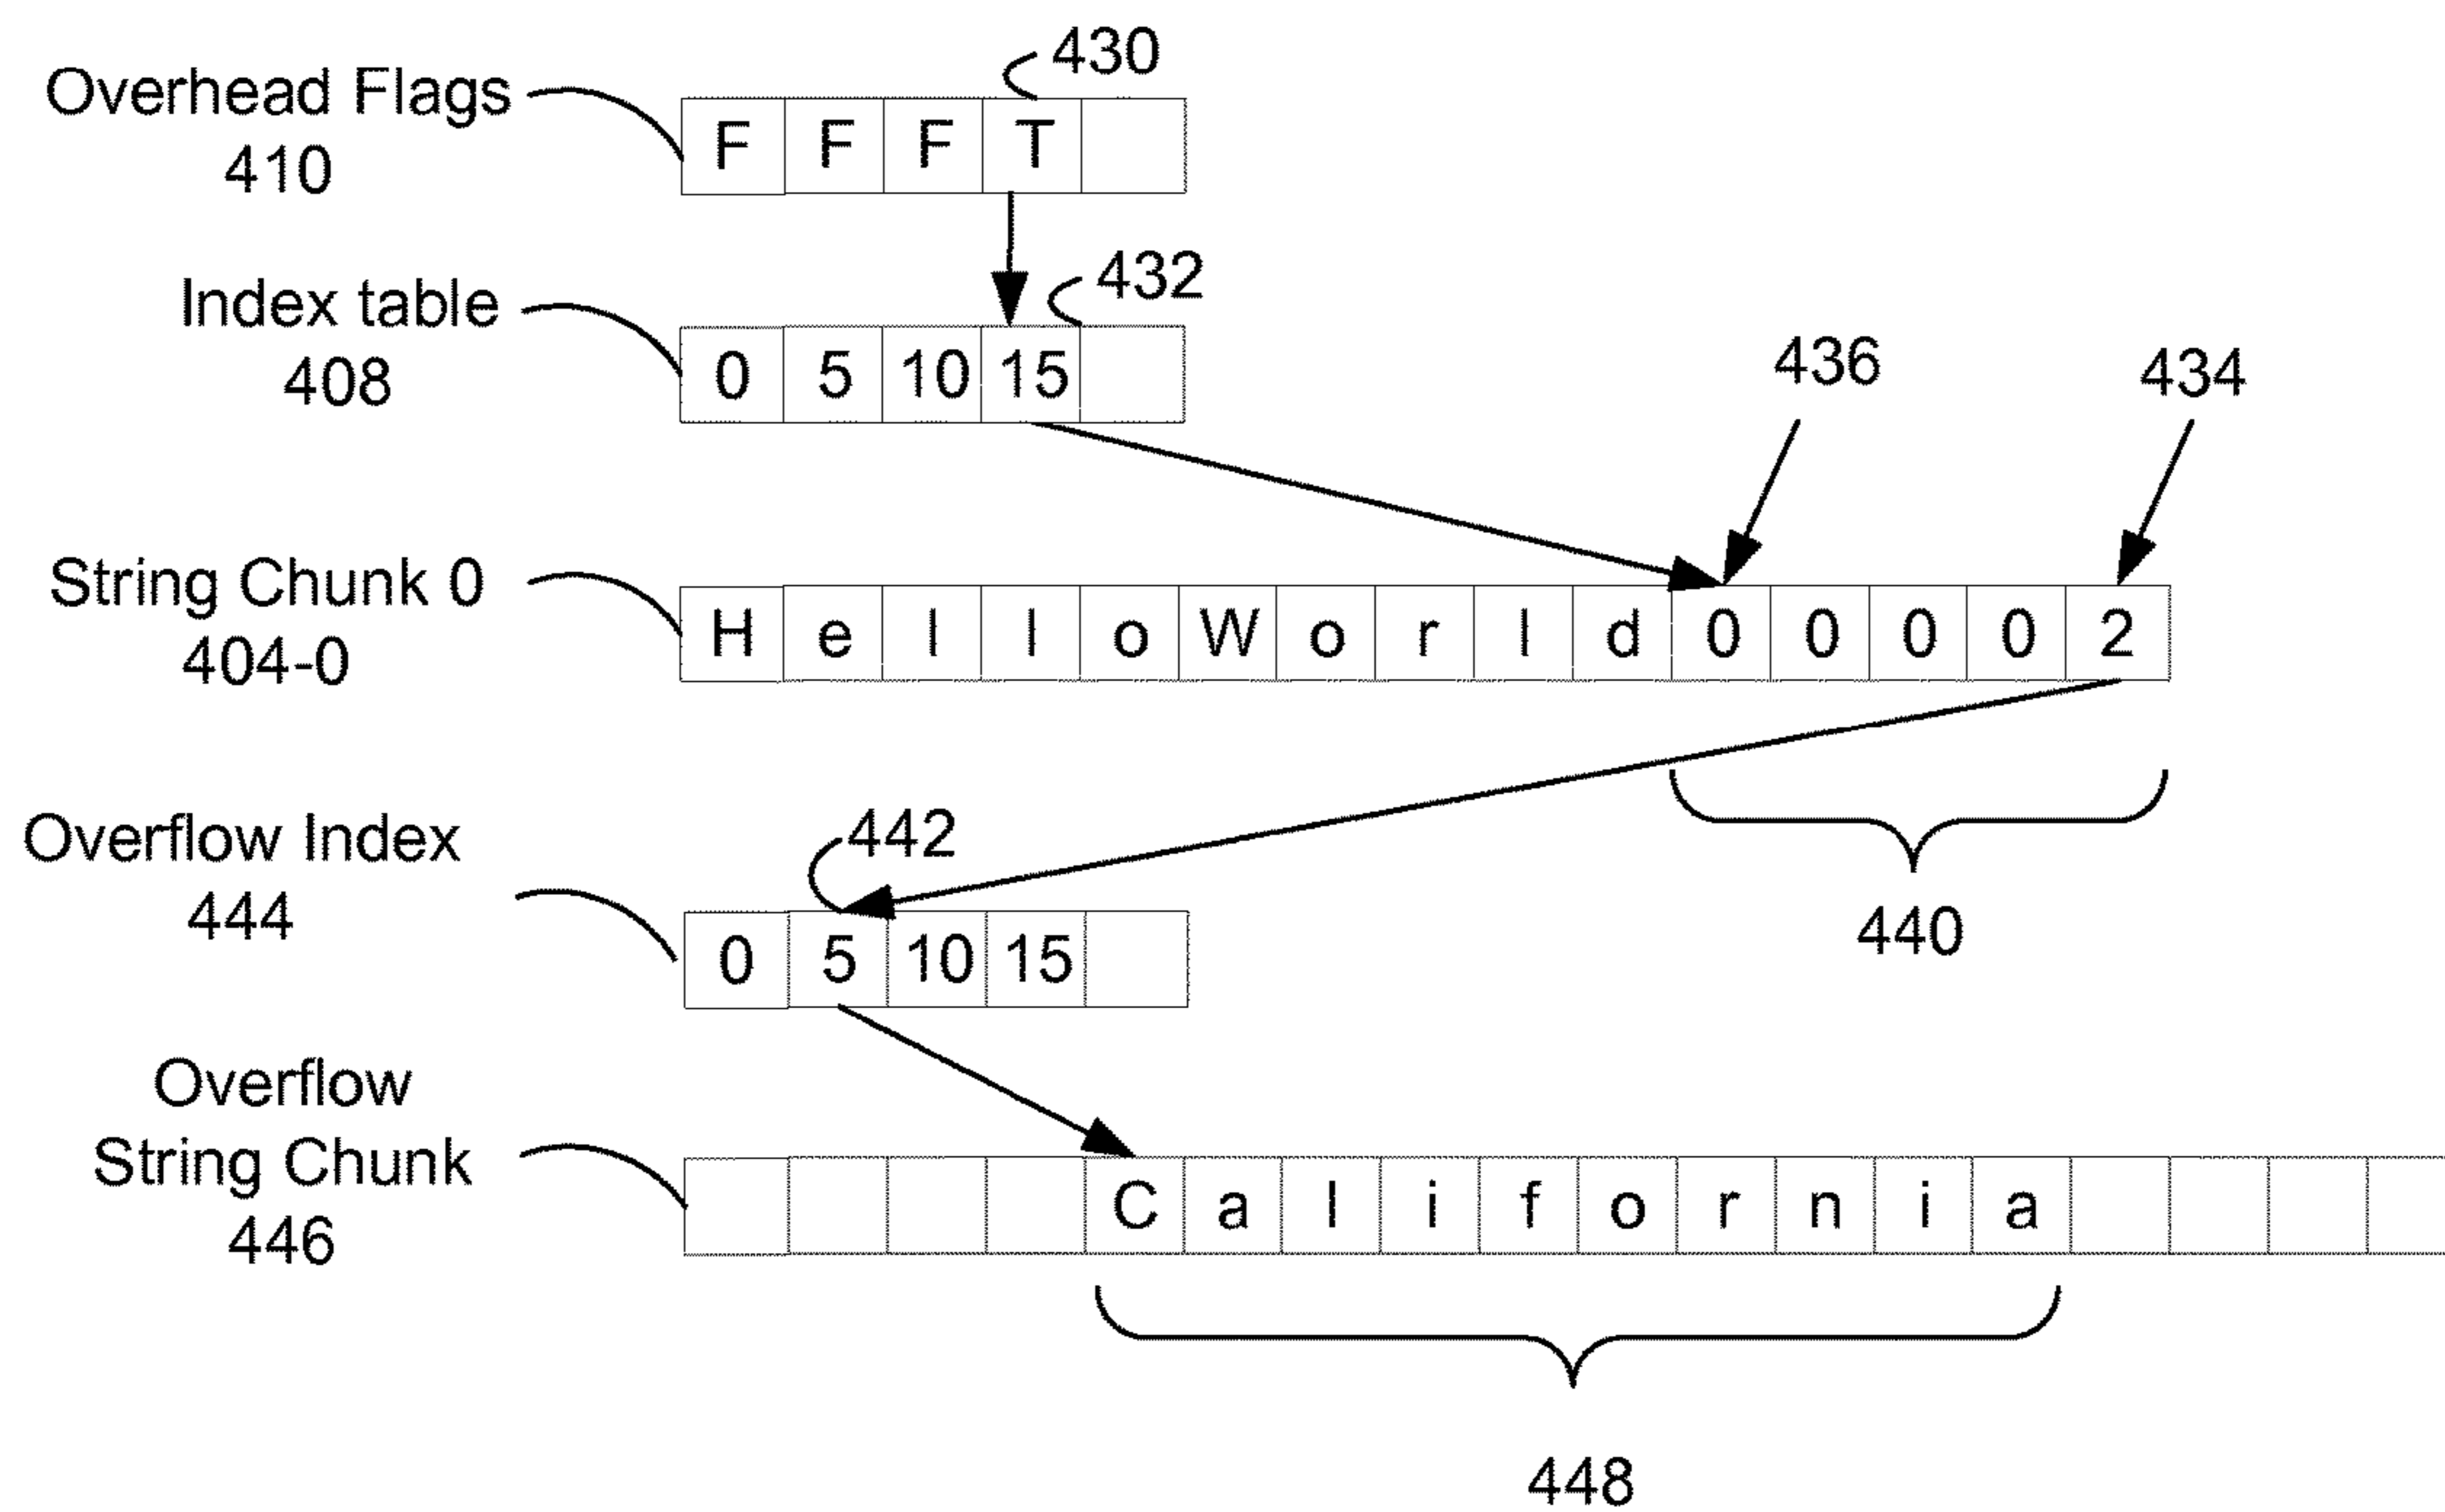 430
Overhead Flags
410
F F F T
Index table
408
432
0 5 10 15
436
434
String Chunk 0
404-0
H e l l o W o r l d 0 0 0 0 2
Overflow Index
444
442
0 5 10 15
440
Overflow
String Chunk
446
C a l i f o r n i a
448